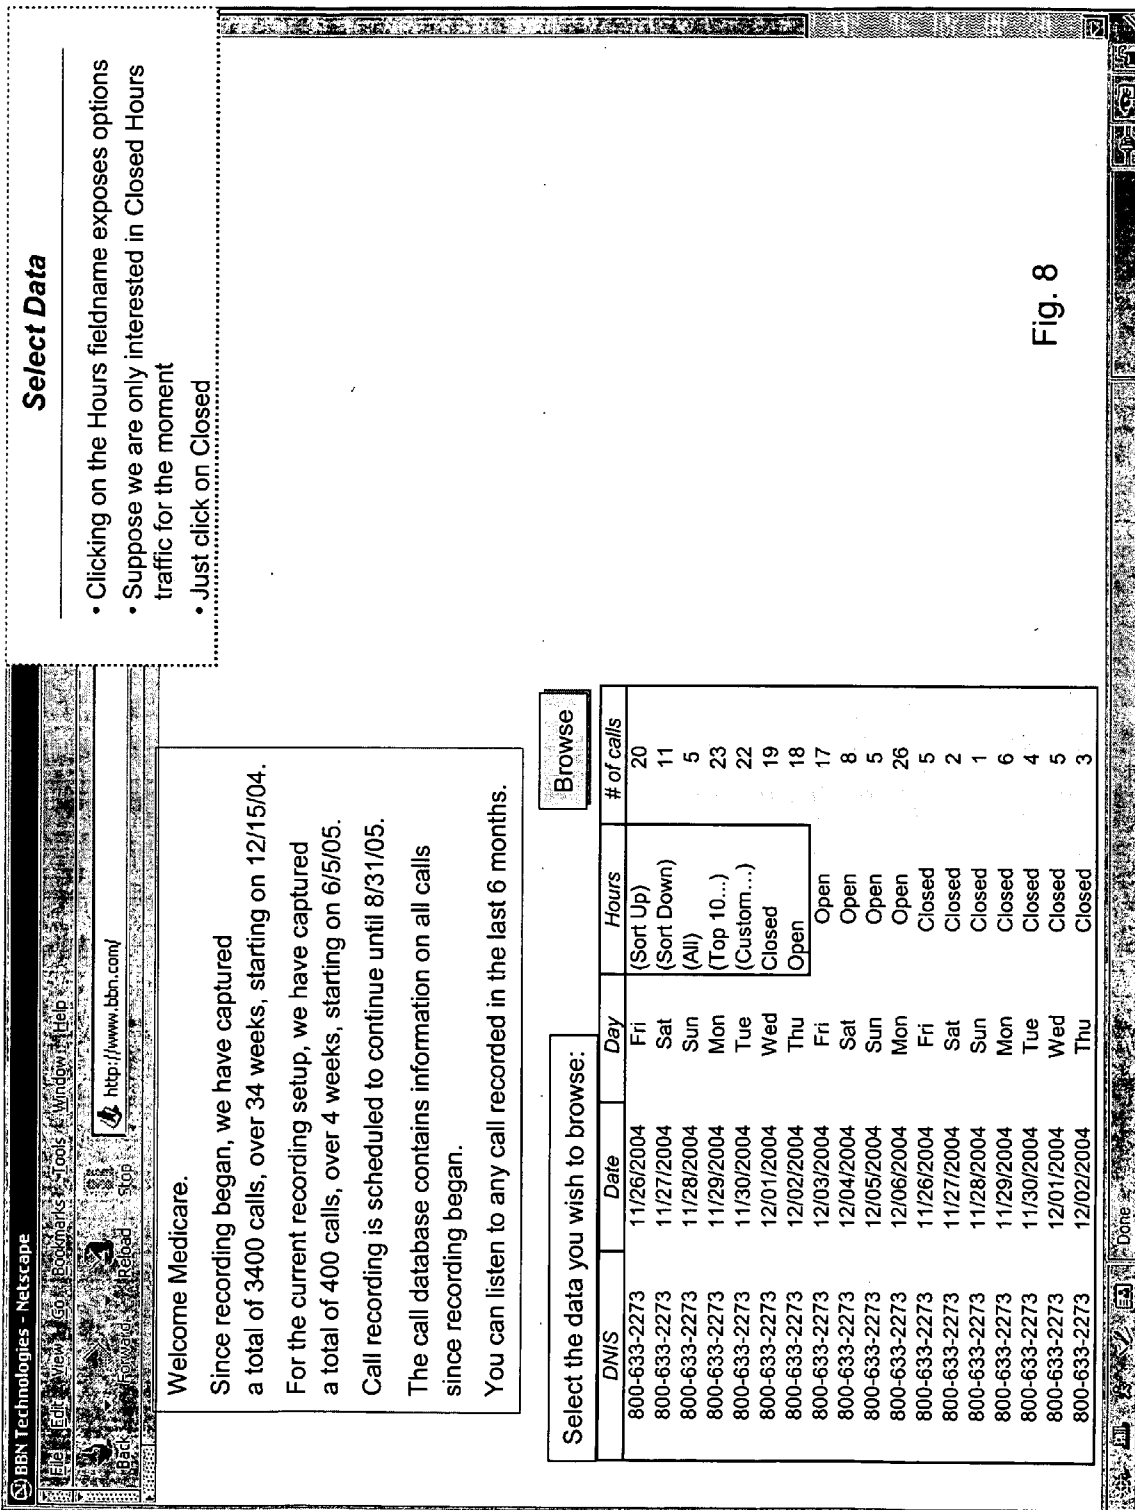 BBN Technologies - Netscape
File Edit View Go Bookmarks Tools Window Help
Back Forward Reload Stop http://www.bbn.com/
Select Data
• Clicking on the Hours fieldname exposes options
• Suppose we are only interested in Closed Hours
traffic for the moment
• Just click on Closed
Welcome Medicare.
Since recording began, we have captured
a total of 3400 calls, over 34 weeks, starting on 12/15/04.
For the current recording setup, we have captured
a total of 400 calls, over 4 weeks, starting on 6/5/05.
Call recording is scheduled to continue until 8/31/05.
The call database contains information on all calls
since recording began.
You can listen to any call recorded in the last 6 months.
Select the data you wish to browse: Browse
DNIS Date Day Hours # of calls
800-633-2273 11/26/2004 Fri (Sort Up) 20
800-633-2273 11/27/2004 Sat (Sort Down) 11
800-633-2273 11/28/2004 Sun (All) 5
800-633-2273 11/29/2004 Mon (Top 10...) 23
800-633-2273 11/30/2004 Tue (Custom...) 22
800-633-2273 12/01/2004 Wed Closed 19
800-633-2273 12/02/2004 Thu Open 18
800-633-2273 12/03/2004 Fri Open 17
800-633-2273 12/04/2004 Sat Open 8
800-633-2273 12/05/2004 Sun Open 5
800-633-2273 12/06/2004 Mon Open 26
800-633-2273 11/26/2004 Fri Closed 5
800-633-2273 11/27/2004 Sat Closed 2
800-633-2273 11/28/2004 Sun Closed 1
800-633-2273 11/29/2004 Mon Closed 6
800-633-2273 11/30/2004 Tue Closed 4
800-633-2273 12/01/2004 Wed Closed 5
800-633-2273 12/02/2004 Thu Closed 3
Fig. 8
Done